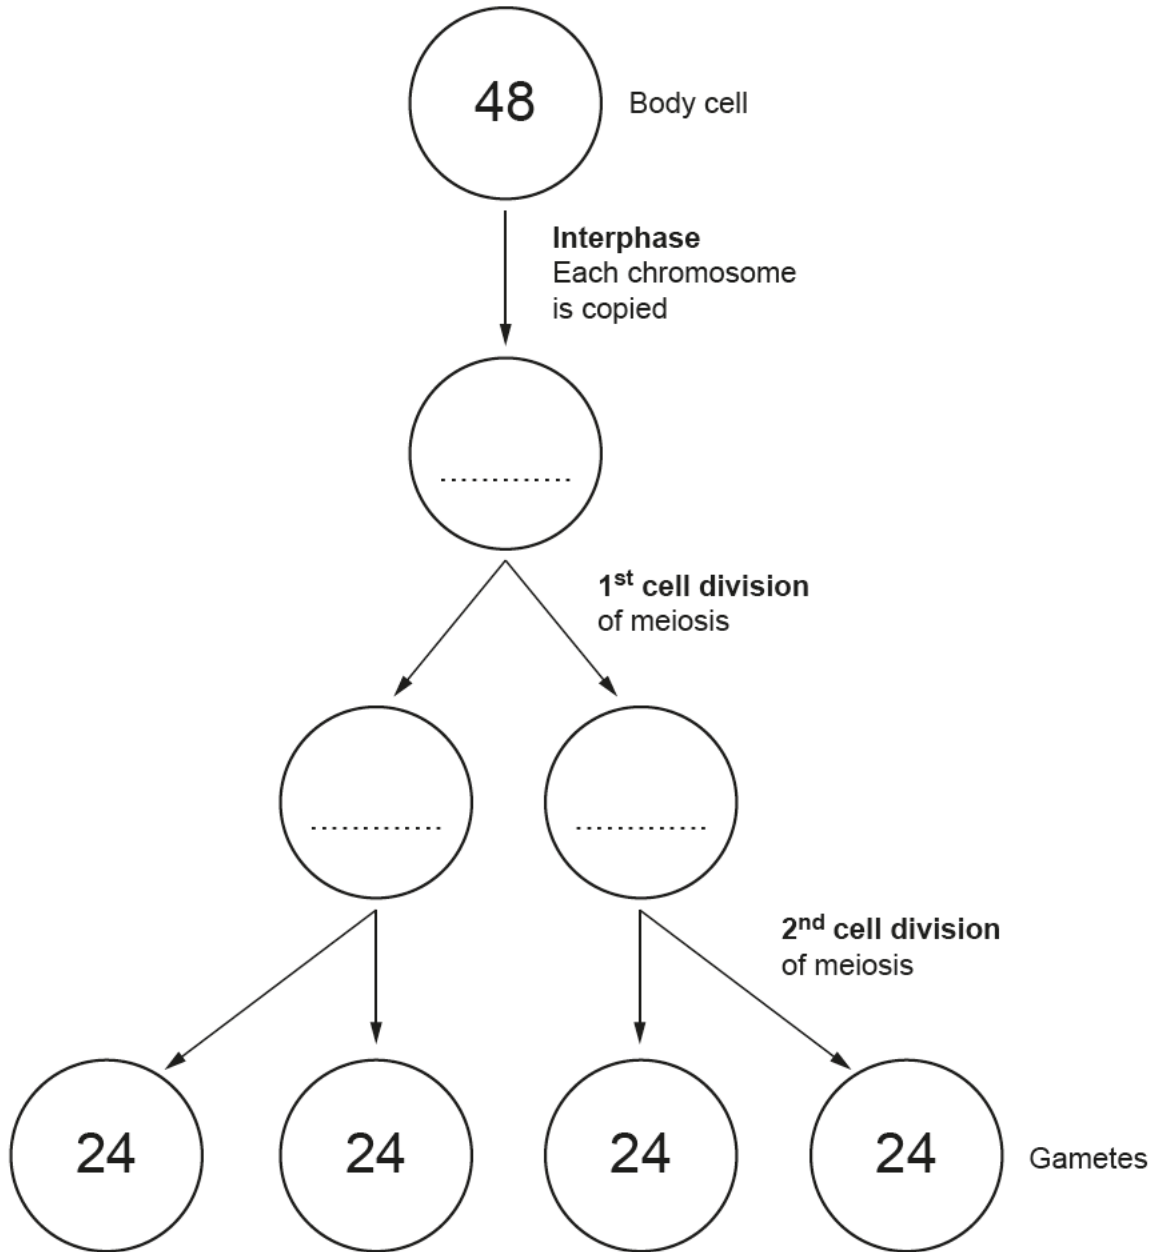 48
Body cell
Interphase
Each chromosome
is copied
1st cell division
of meiosis
2nd cell division
of meiosis
24 24 24 24 Gametes